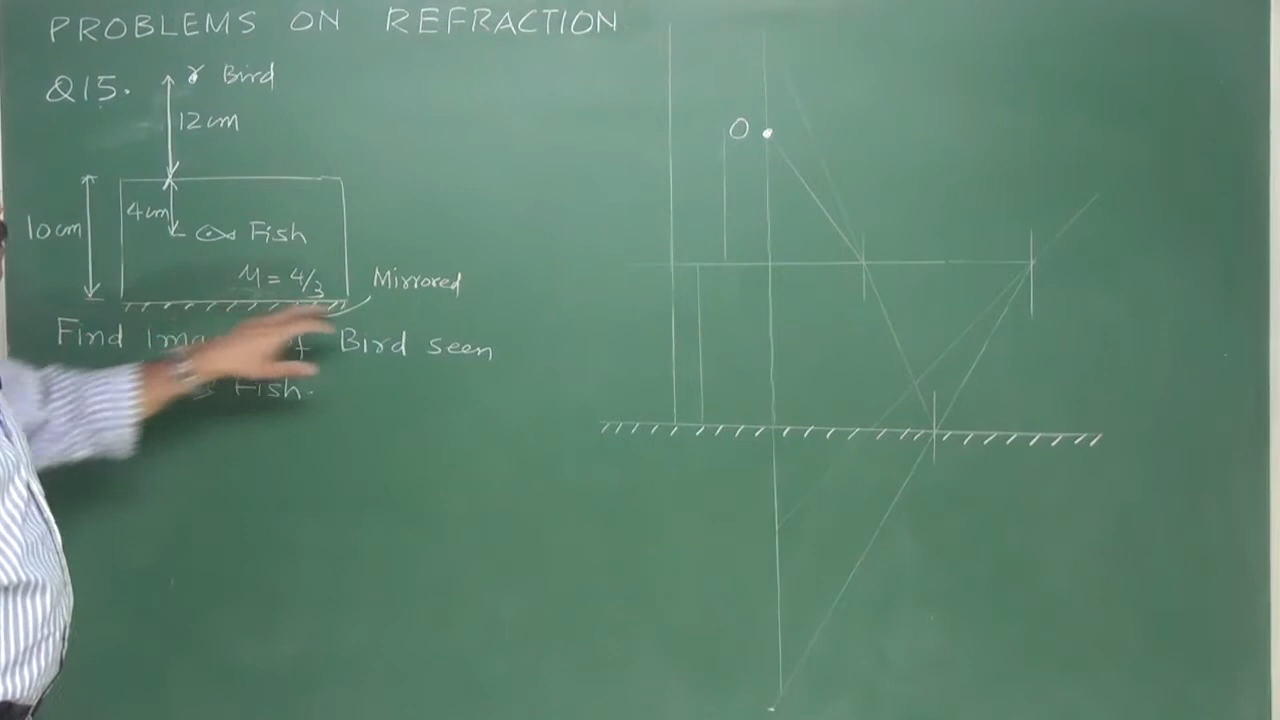 PROBLEMS ON REFRACTION
Q15.
Bird
12cm
10cm
4cm
Fish
μ = 4/3
Mirrored
Find Bird seen
Fish.
O